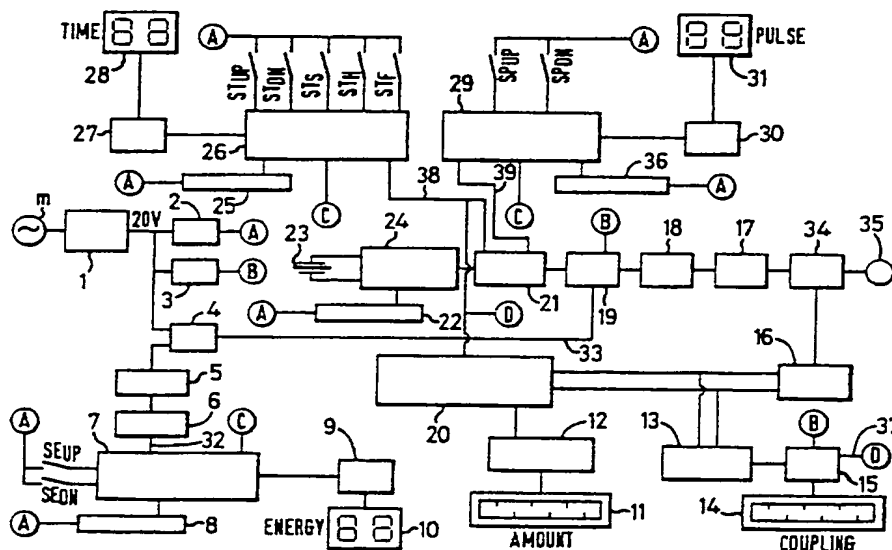 TIME
28
A
STUP
STDN
STS
STH
STF
SPUP
SPDN
A
PULSE
31
29
27
26
30
A
25
C
38
39
C
36
A
m
20V
1
2
A
3
B
23
24
B
18
17
34
35
21
19
A
22
D
4
33
5
6
16
20
A
7
32
C
9
12
13
B
37
D
15
SEUP
SEDN
A
8
ENERGY
10
11
AMOUNT
14
COUPLING